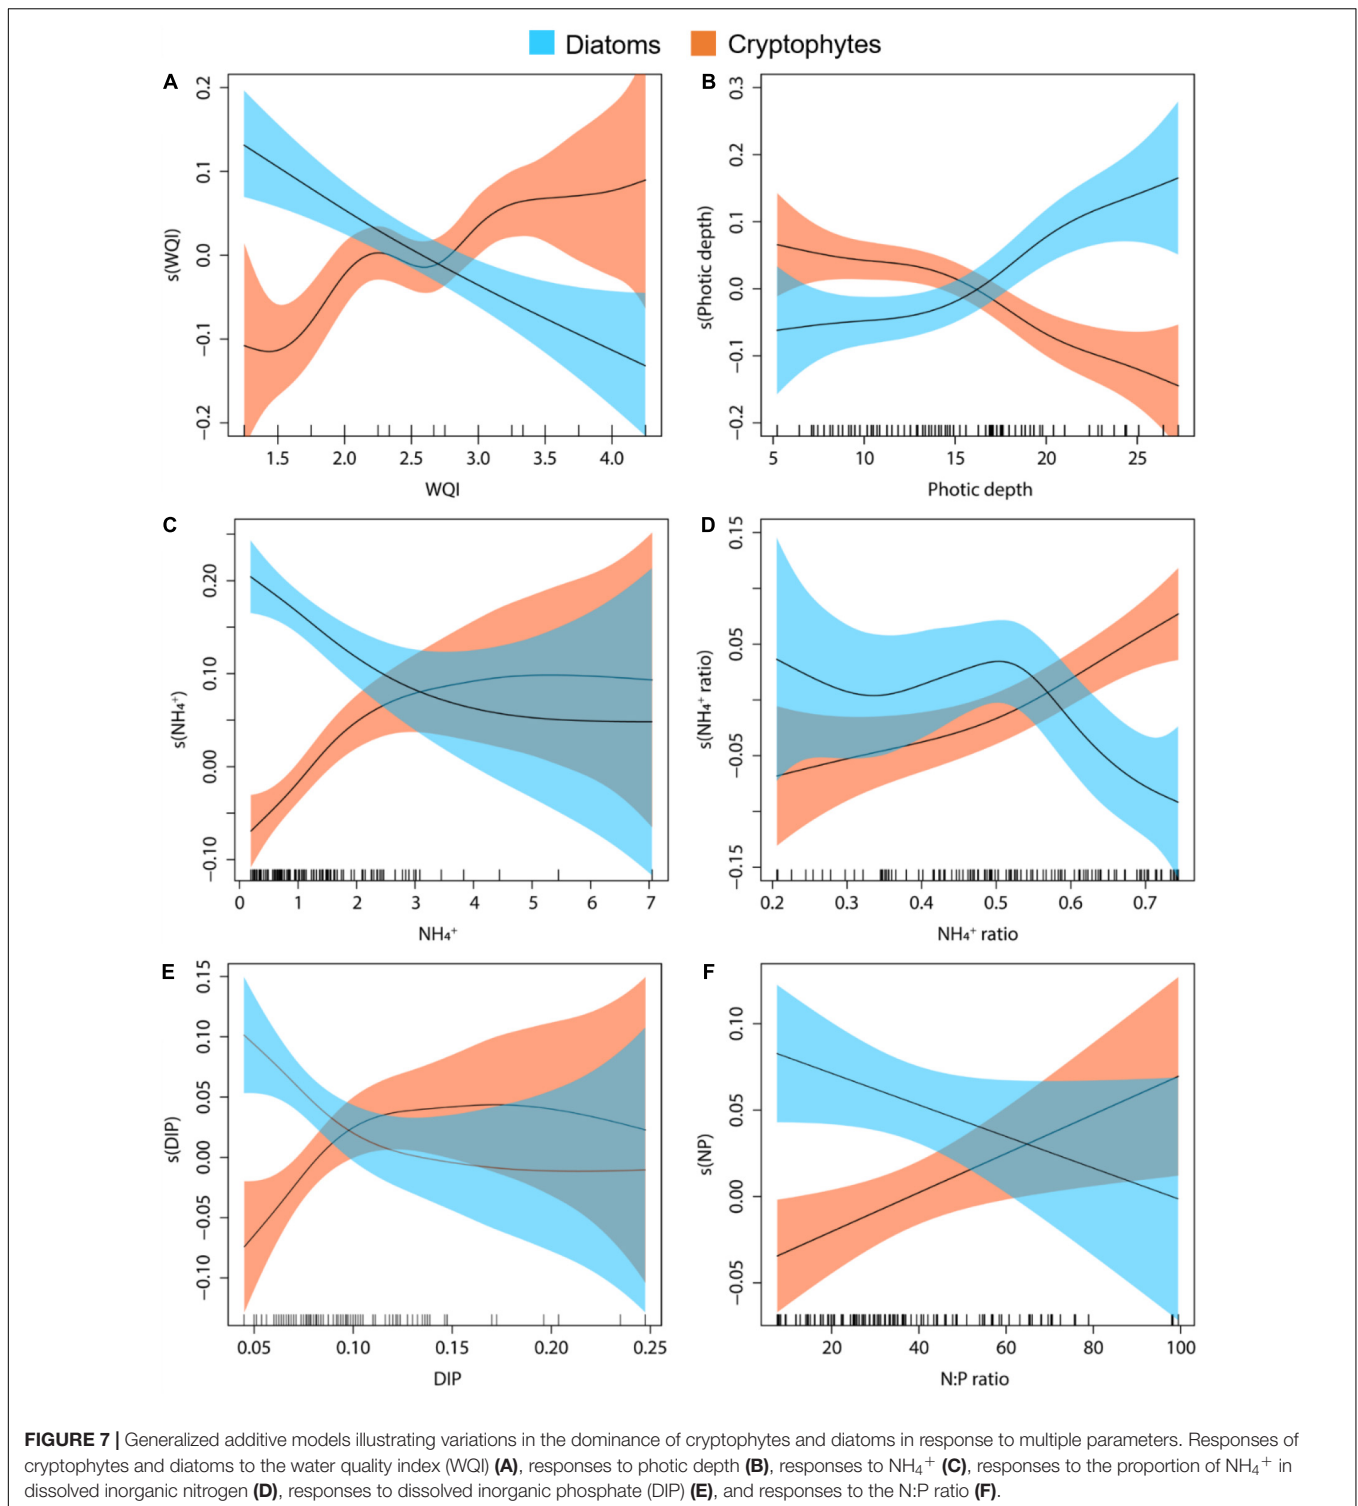 Diatoms Cryptophytes
A
s(WQI)
0.2
0.1
0.0
−0.1
−0.2
1.5 2.0 2.5 3.0 3.5 4.0
WQI
B
s(Photic depth)
0.3
0.2
0.1
0.0
−0.1
−0.2
5 10 15 20 25
Photic depth
C
s(NH₄⁺)
0.20
0.10
0.00
−0.10
0 1 2 3 4 5 6 7
NH₄⁺
D
s(NH₄⁺ ratio)
0.15
0.05
−0.05
−0.15
0.2 0.3 0.4 0.5 0.6 0.7
NH₄⁺ ratio
E
s(DIP)
0.15
0.10
0.05
0.00
−0.05
−0.10
0.05 0.10 0.15 0.20 0.25
DIP
F
s(NP)
0.10
0.05
0.00
−0.05
20 40 60 80 100
N:P ratio
FIGURE 7 | Generalized additive models illustrating variations in the dominance of cryptophytes and diatoms in response to multiple parameters. Responses of
cryptophytes and diatoms to the water quality index (WQI) (A), responses to photic depth (B), responses to NH₄⁺ (C), responses to the proportion of NH₄⁺ in
dissolved inorganic nitrogen (D), responses to dissolved inorganic phosphate (DIP) (E), and responses to the N:P ratio (F).